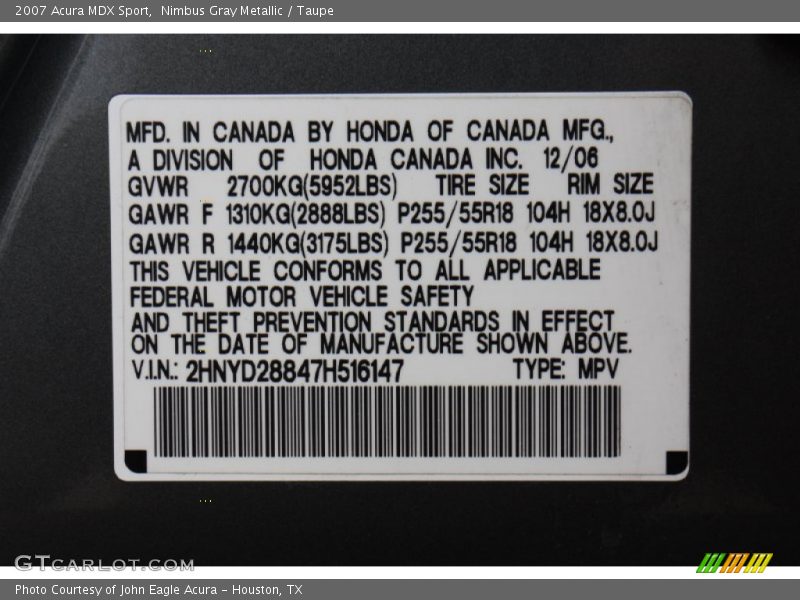 2007 Acura MDX Sport,  Nimbus Gray Metallic / Taupe
MFD. IN CANADA BY HONDA OF CANADA MFG.,
A DIVISION OF HONDA CANADA INC. 12/06
GVWR 2700KG(5952LBS) TIRE SIZE RIM SIZE
GAWR F 1310KG(2888LBS) P255/55R18 104H 18X8.0J
GAWR R 1440KG(3175LBS) P255/55R18 104H 18X8.0J
THIS VEHICLE CONFORMS TO ALL APPLICABLE
FEDERAL MOTOR VEHICLE SAFETY
AND THEFT PREVENTION STANDARDS IN EFFECT
ON THE DATE OF MANUFACTURE SHOWN ABOVE.
V.I.N.: 2HNYD28847H516147 TYPE: MPV
GTCARLOT.COM
Photo Courtesy of John Eagle Acura - Houston, TX